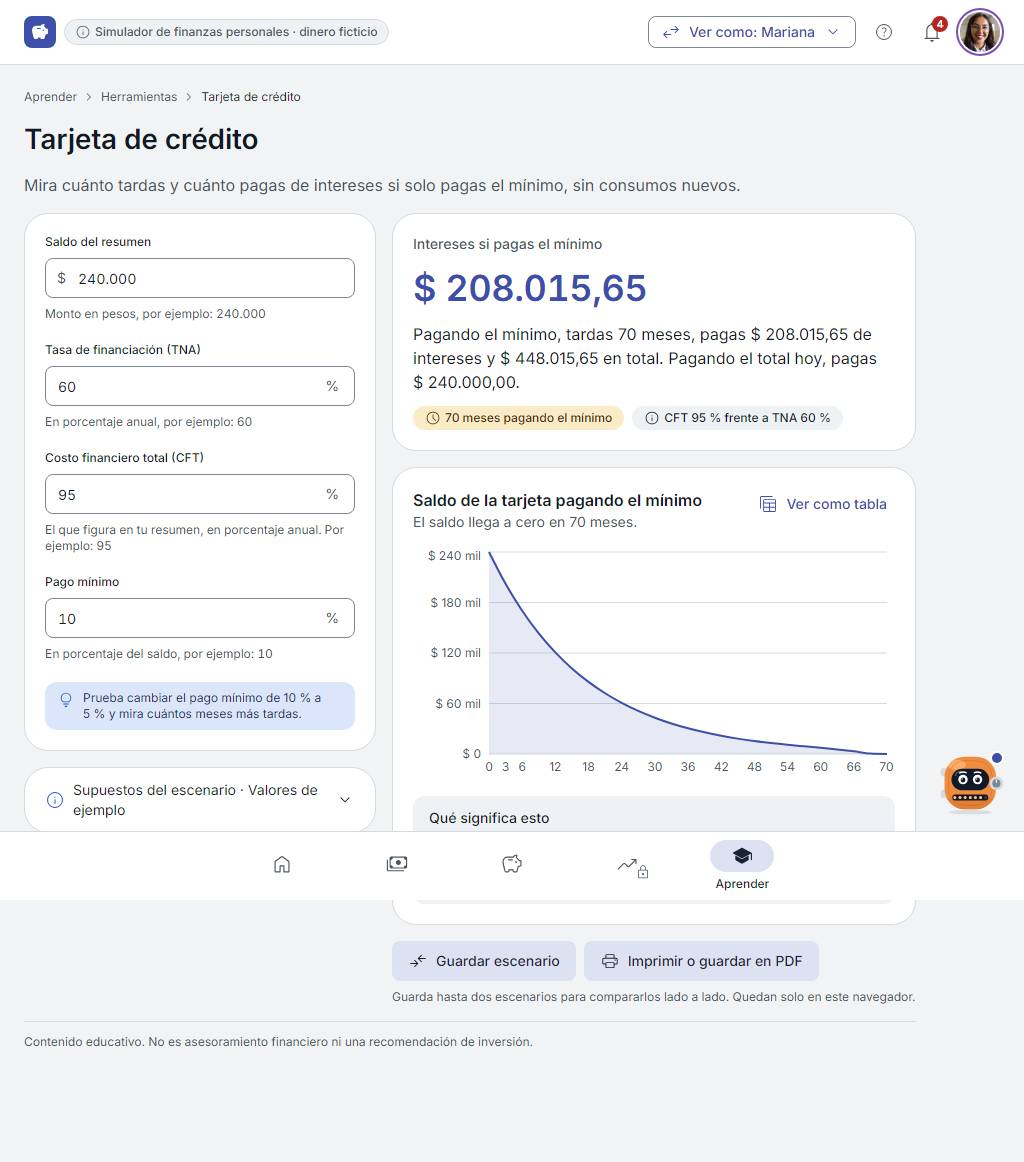 Simulador de finanzas personales · dinero ficticio
Ver como: Mariana
4
Aprender
Herramientas
Tarjeta de crédito
Tarjeta de crédito
Mira cuánto tardas y cuánto pagas de intereses si solo pagas el mínimo, sin consumos nuevos.
Saldo del resumen
$ 240.000
Monto en pesos, por ejemplo: 240.000
Tasa de financiación (TNA)
60 %
En porcentaje anual, por ejemplo: 60
Costo financiero total (CFT)
95 %
El que figura en tu resumen, en porcentaje anual. Por
ejemplo: 95
Pago mínimo
10 %
En porcentaje del saldo, por ejemplo: 10
Prueba cambiar el pago mínimo de 10 % a
5 % y mira cuántos meses más tardas.
Supuestos del escenario · Valores de
ejemplo
Intereses si pagas el mínimo
$ 208.015,65
Pagando el mínimo, tardas 70 meses, pagas $ 208.015,65 de
intereses y $ 448.015,65 en total. Pagando el total hoy, pagas
$ 240.000,00.
70 meses pagando el mínimo
CFT 95 % frente a TNA 60 %
Saldo de la tarjeta pagando el mínimo
Ver como tabla
El saldo llega a cero en 70 meses.
$ 240 mil
$ 180 mil
$ 120 mil
$ 60 mil
$ 0
0 3 6 12 18 24 30 36 42 48 54 60 66 70
Qué significa esto
Aprender
Guardar escenario
Imprimir o guardar en PDF
Guarda hasta dos escenarios para compararlos lado a lado. Quedan solo en este navegador.
Contenido educativo. No es asesoramiento financiero ni una recomendación de inversión.